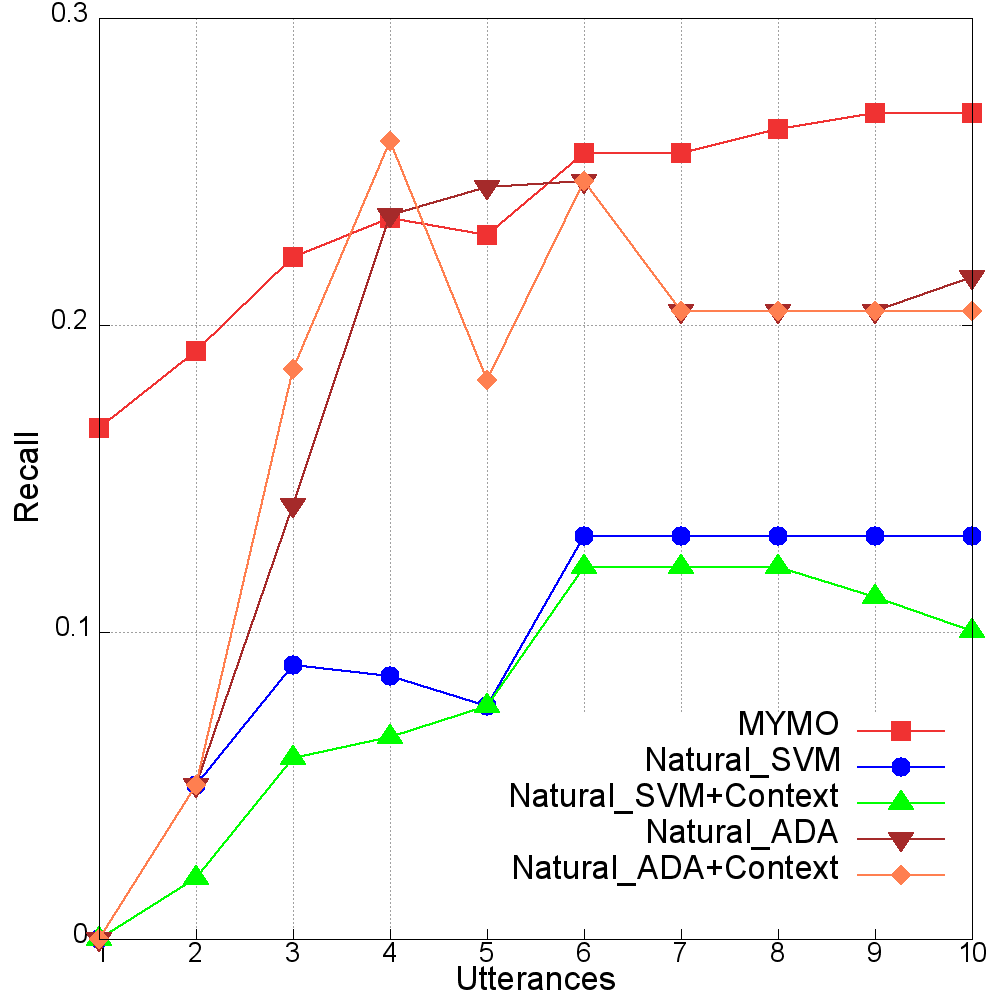 0.3
0.2
0.1
0
Recall
MYMO
Natural_SVM
Natural_SVM+Context
Natural_ADA
Natural_ADA+Context
1 2 3 4 5 6 7 8 9 10
Utterances